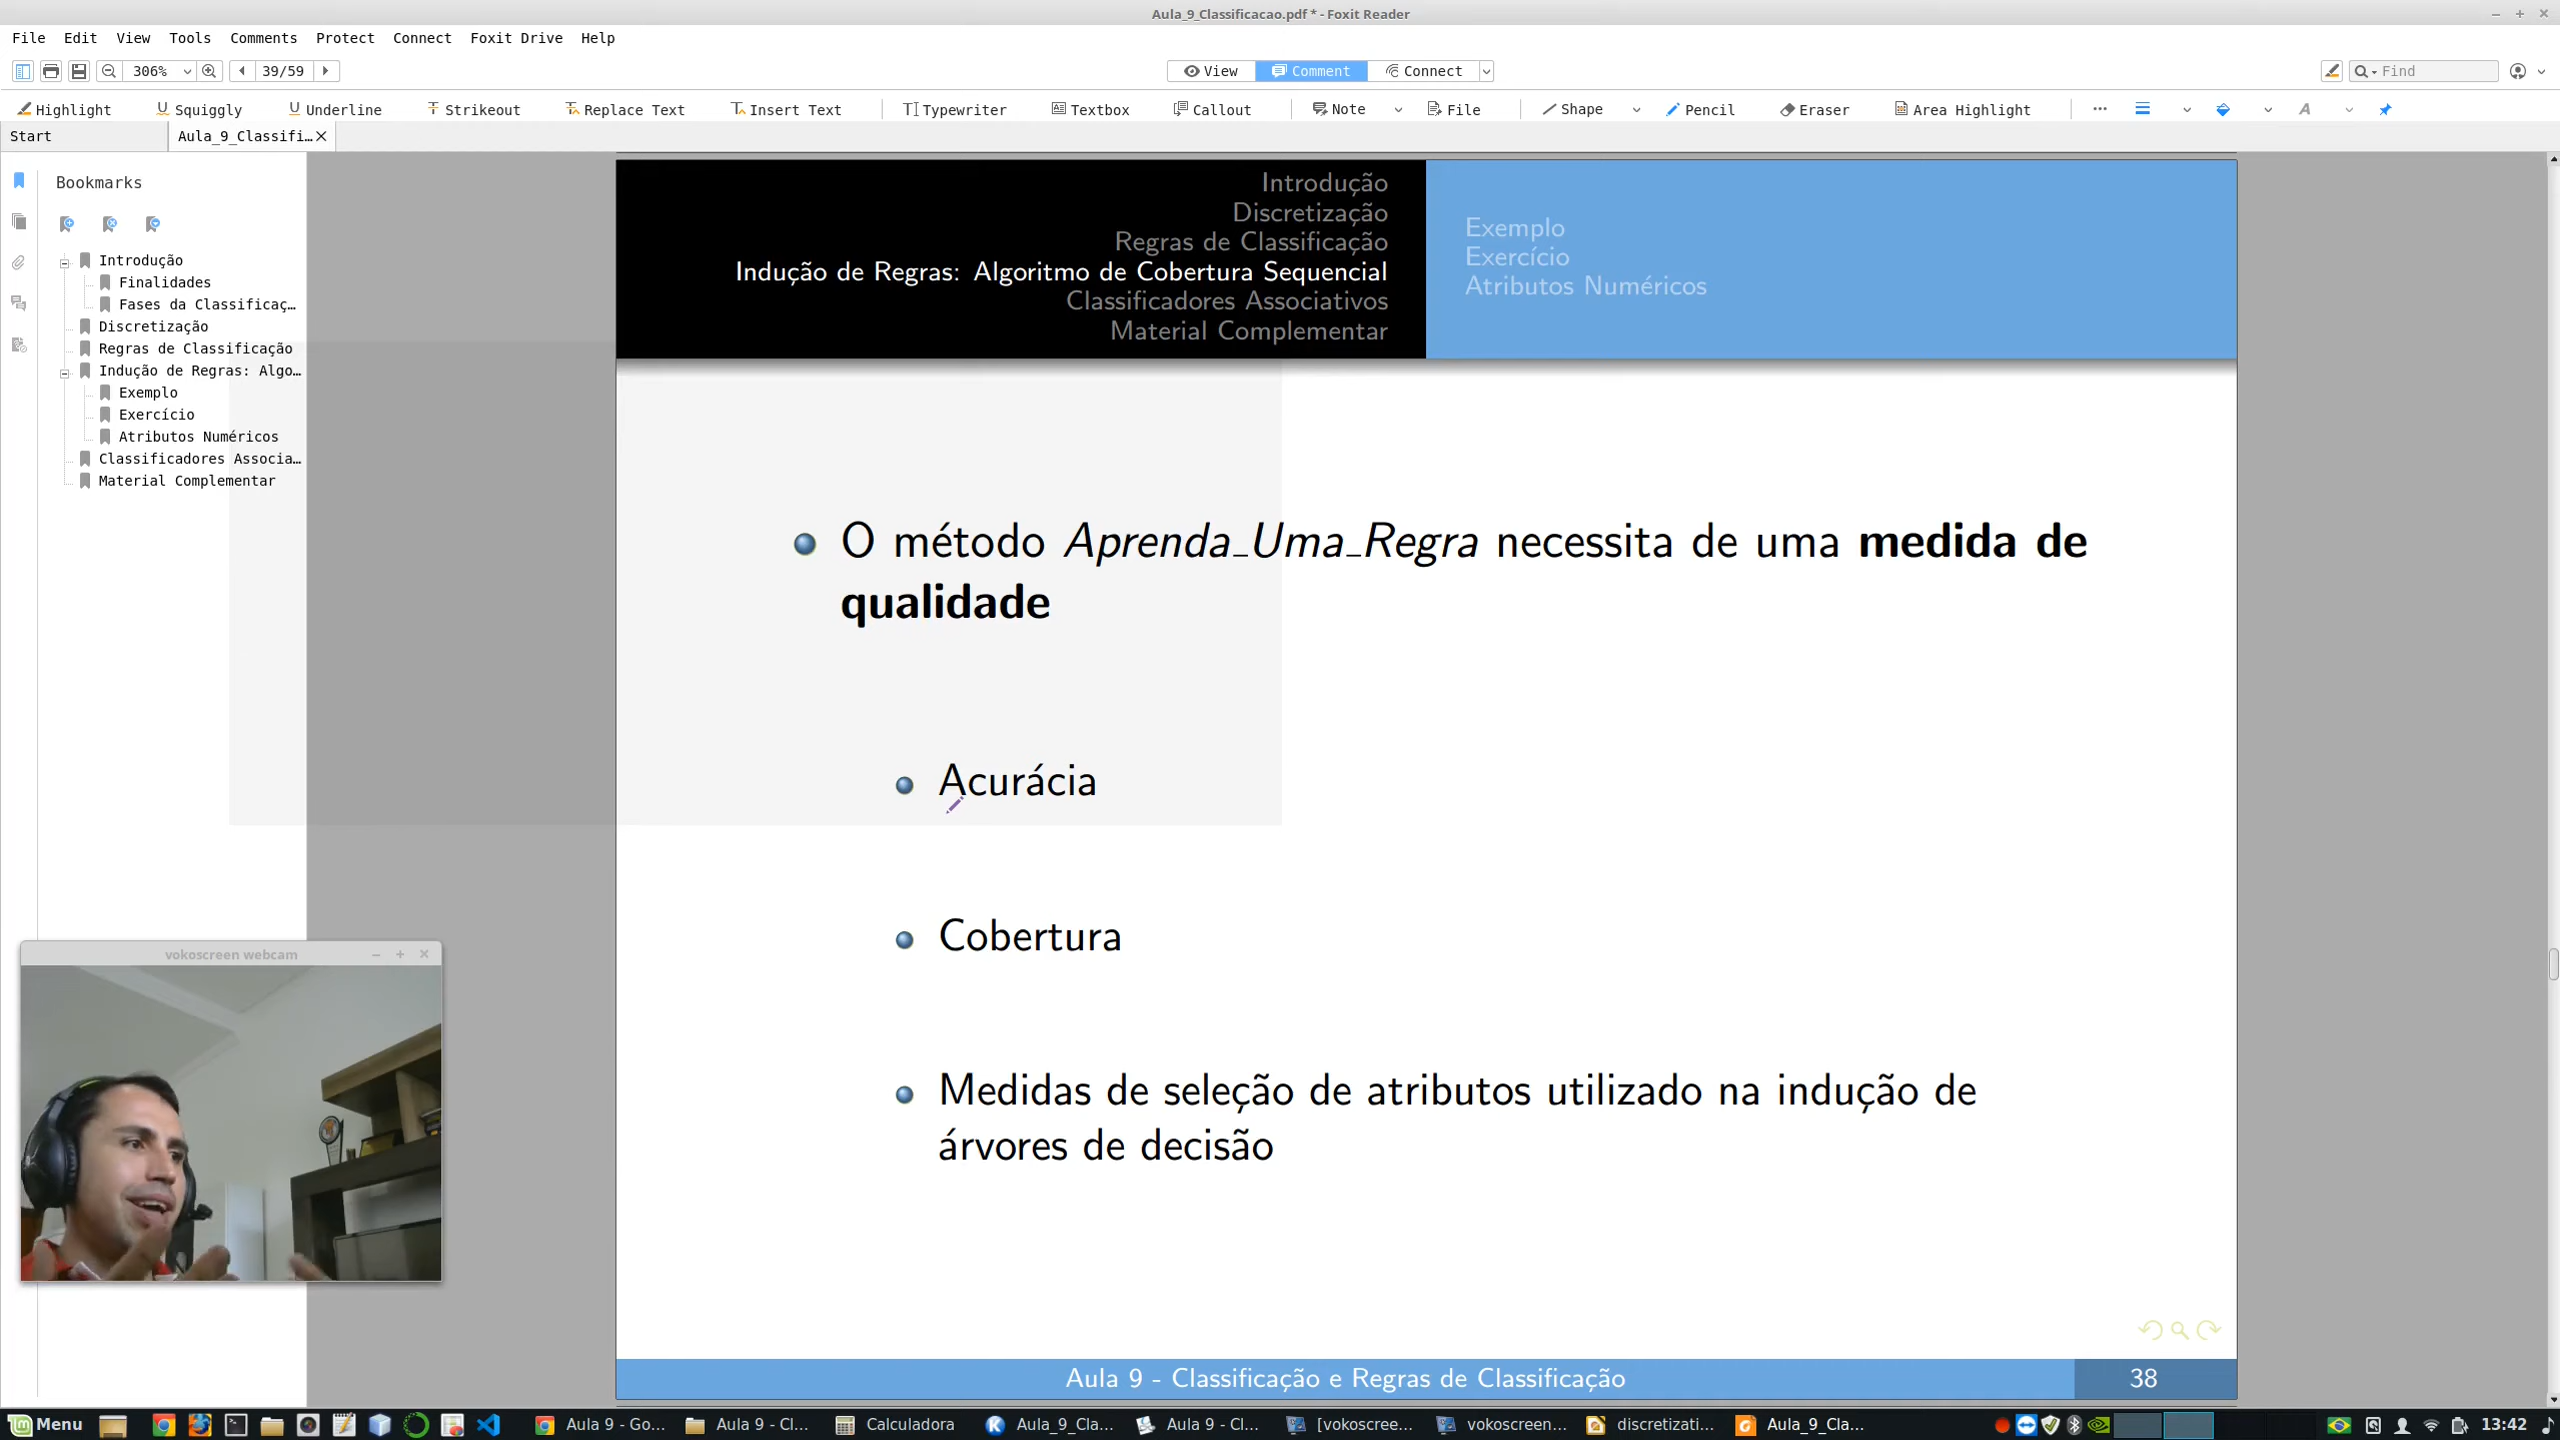 Aula_9_Classificacao.pdf * - Foxit Reader
File Edit View Tools Comments Protect Connect Foxit Drive Help
306% 39/59 View Comment Connect Find
Highlight Squiggly Underline Strikeout Replace Text Insert Text Typewriter Textbox Callout Note File Shape Pencil Eraser Area Highlight ... A
Start Aula_9_Classifi...
Bookmarks
Introdução
Finalidades
Fases da Classificaç...
Discretização
Regras de Classificação
Indução de Regras: Algo...
Exemplo
Exercício
Atributos Numéricos
Classificadores Associa...
Material Complementar
Introdução
Discretização
Regras de Classificação
Indução de Regras: Algoritmo de Cobertura Sequencial
Classificadores Associativos
Material Complementar
Exemplo
Exercício
Atributos Numéricos
O método Aprenda_Uma_Regra necessita de uma medida de
qualidade
Acurácia
Cobertura
Medidas de seleção de atributos utilizado na indução de
árvores de decisão
vokoscreen webcam
Aula 9 - Classificação e Regras de Classificação 38
Menu Aula 9 - Go... Aula 9 - Cl... Calculadora Aula_9_Cla... Aula 9 - Cl... [vokoscree... vokoscreen... discretizati... Aula_9_Cla... 13:42